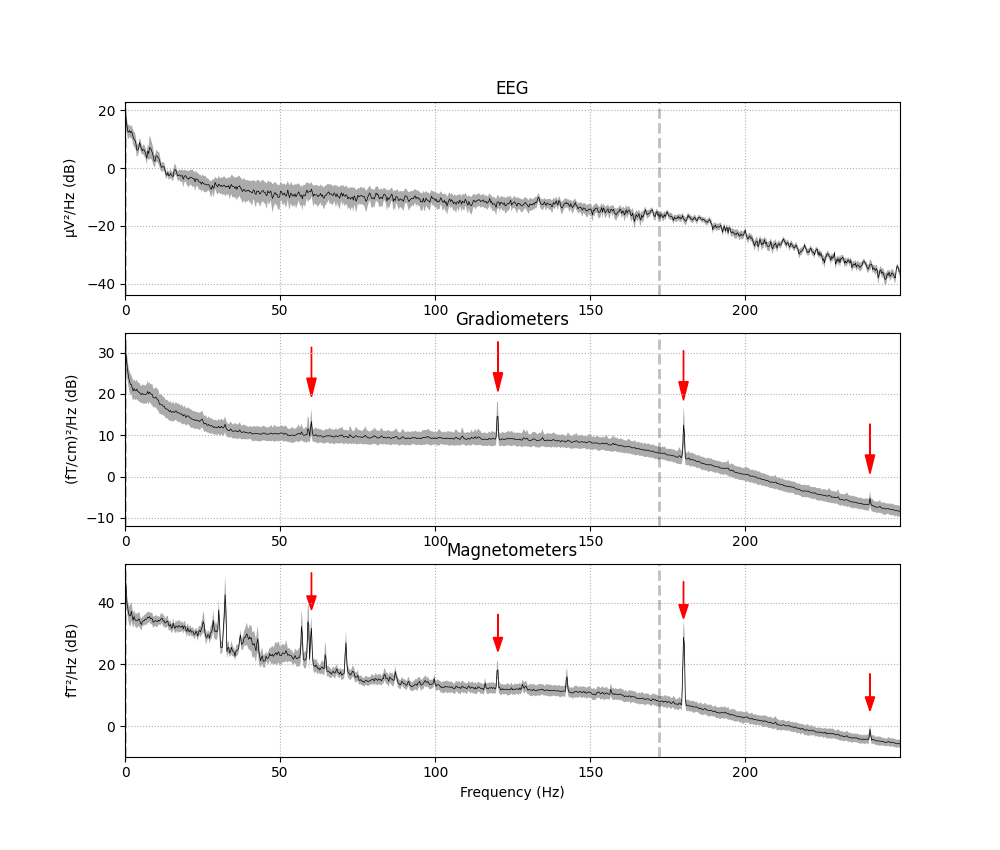 EEG
20
0
−20
−40
µV²/Hz (dB)
0 50 100 150 200
Gradiometers
30
20
10
0
−10
(fT/cm)²/Hz (dB)
0 50 100 150 200
Magnetometers
40
20
0
fT²/Hz (dB)
0 50 100 150 200
Frequency (Hz)